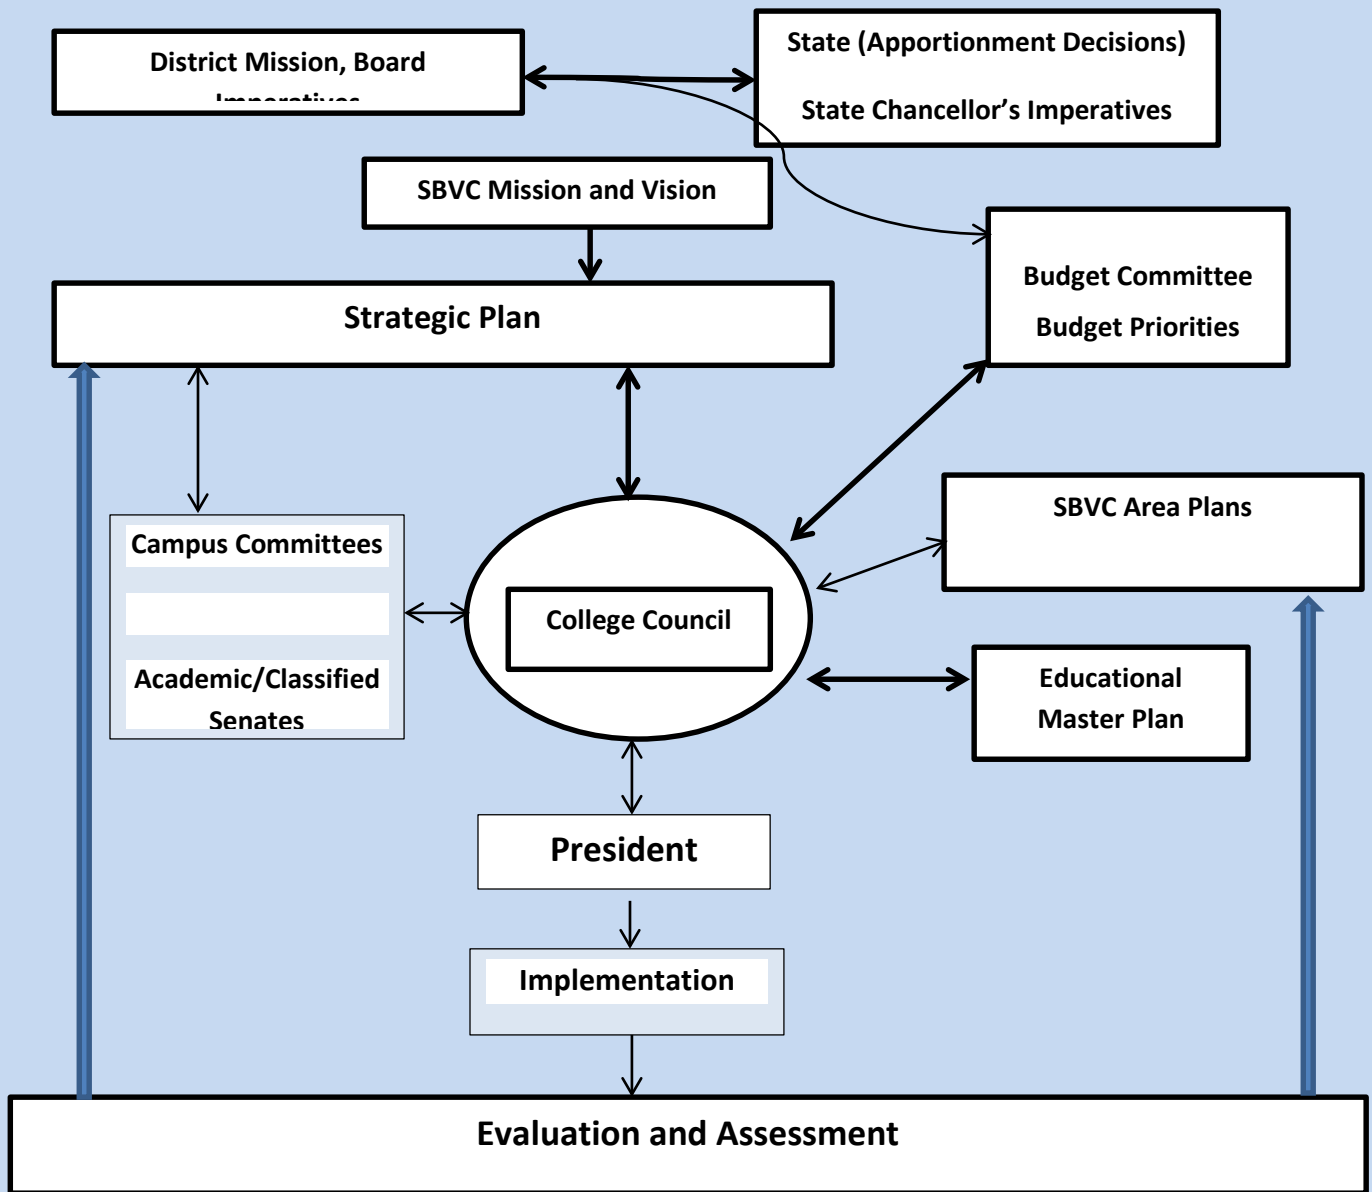 District Mission, Board
Imperatives
State (Apportionment Decisions)
State Chancellor's Imperatives
SBVC Mission and Vision
Budget Committee
Budget Priorities
Strategic Plan
SBVC Area Plans
Campus Committees
College Council
Academic/Classified
Senates
Educational
Master Plan
President
Implementation
Evaluation and Assessment